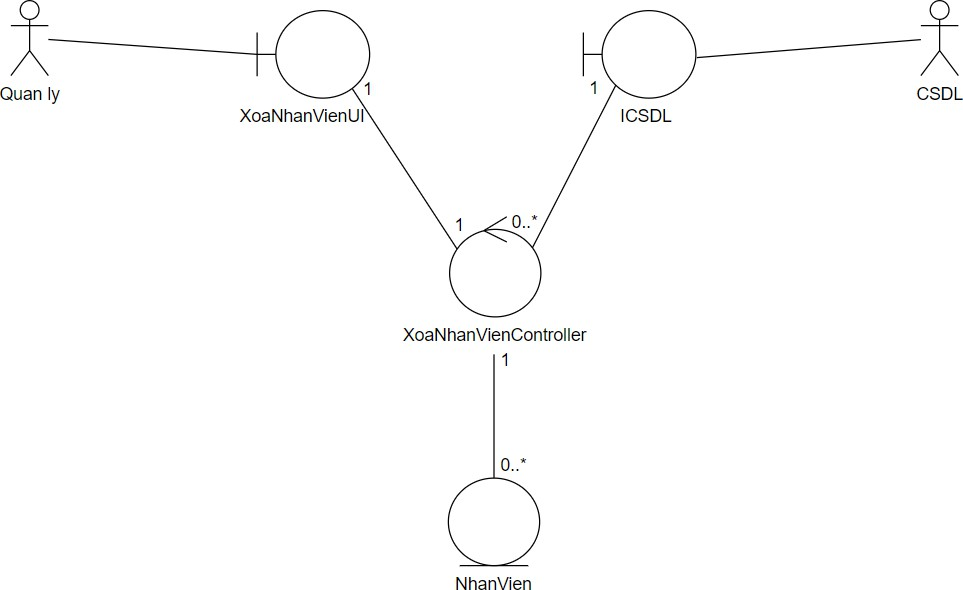 Quan ly
XoaNhanVienUI
1
1
ICSDL
CSDL
1
0..*
XoaNhanVienController
1
0..*
NhanVien